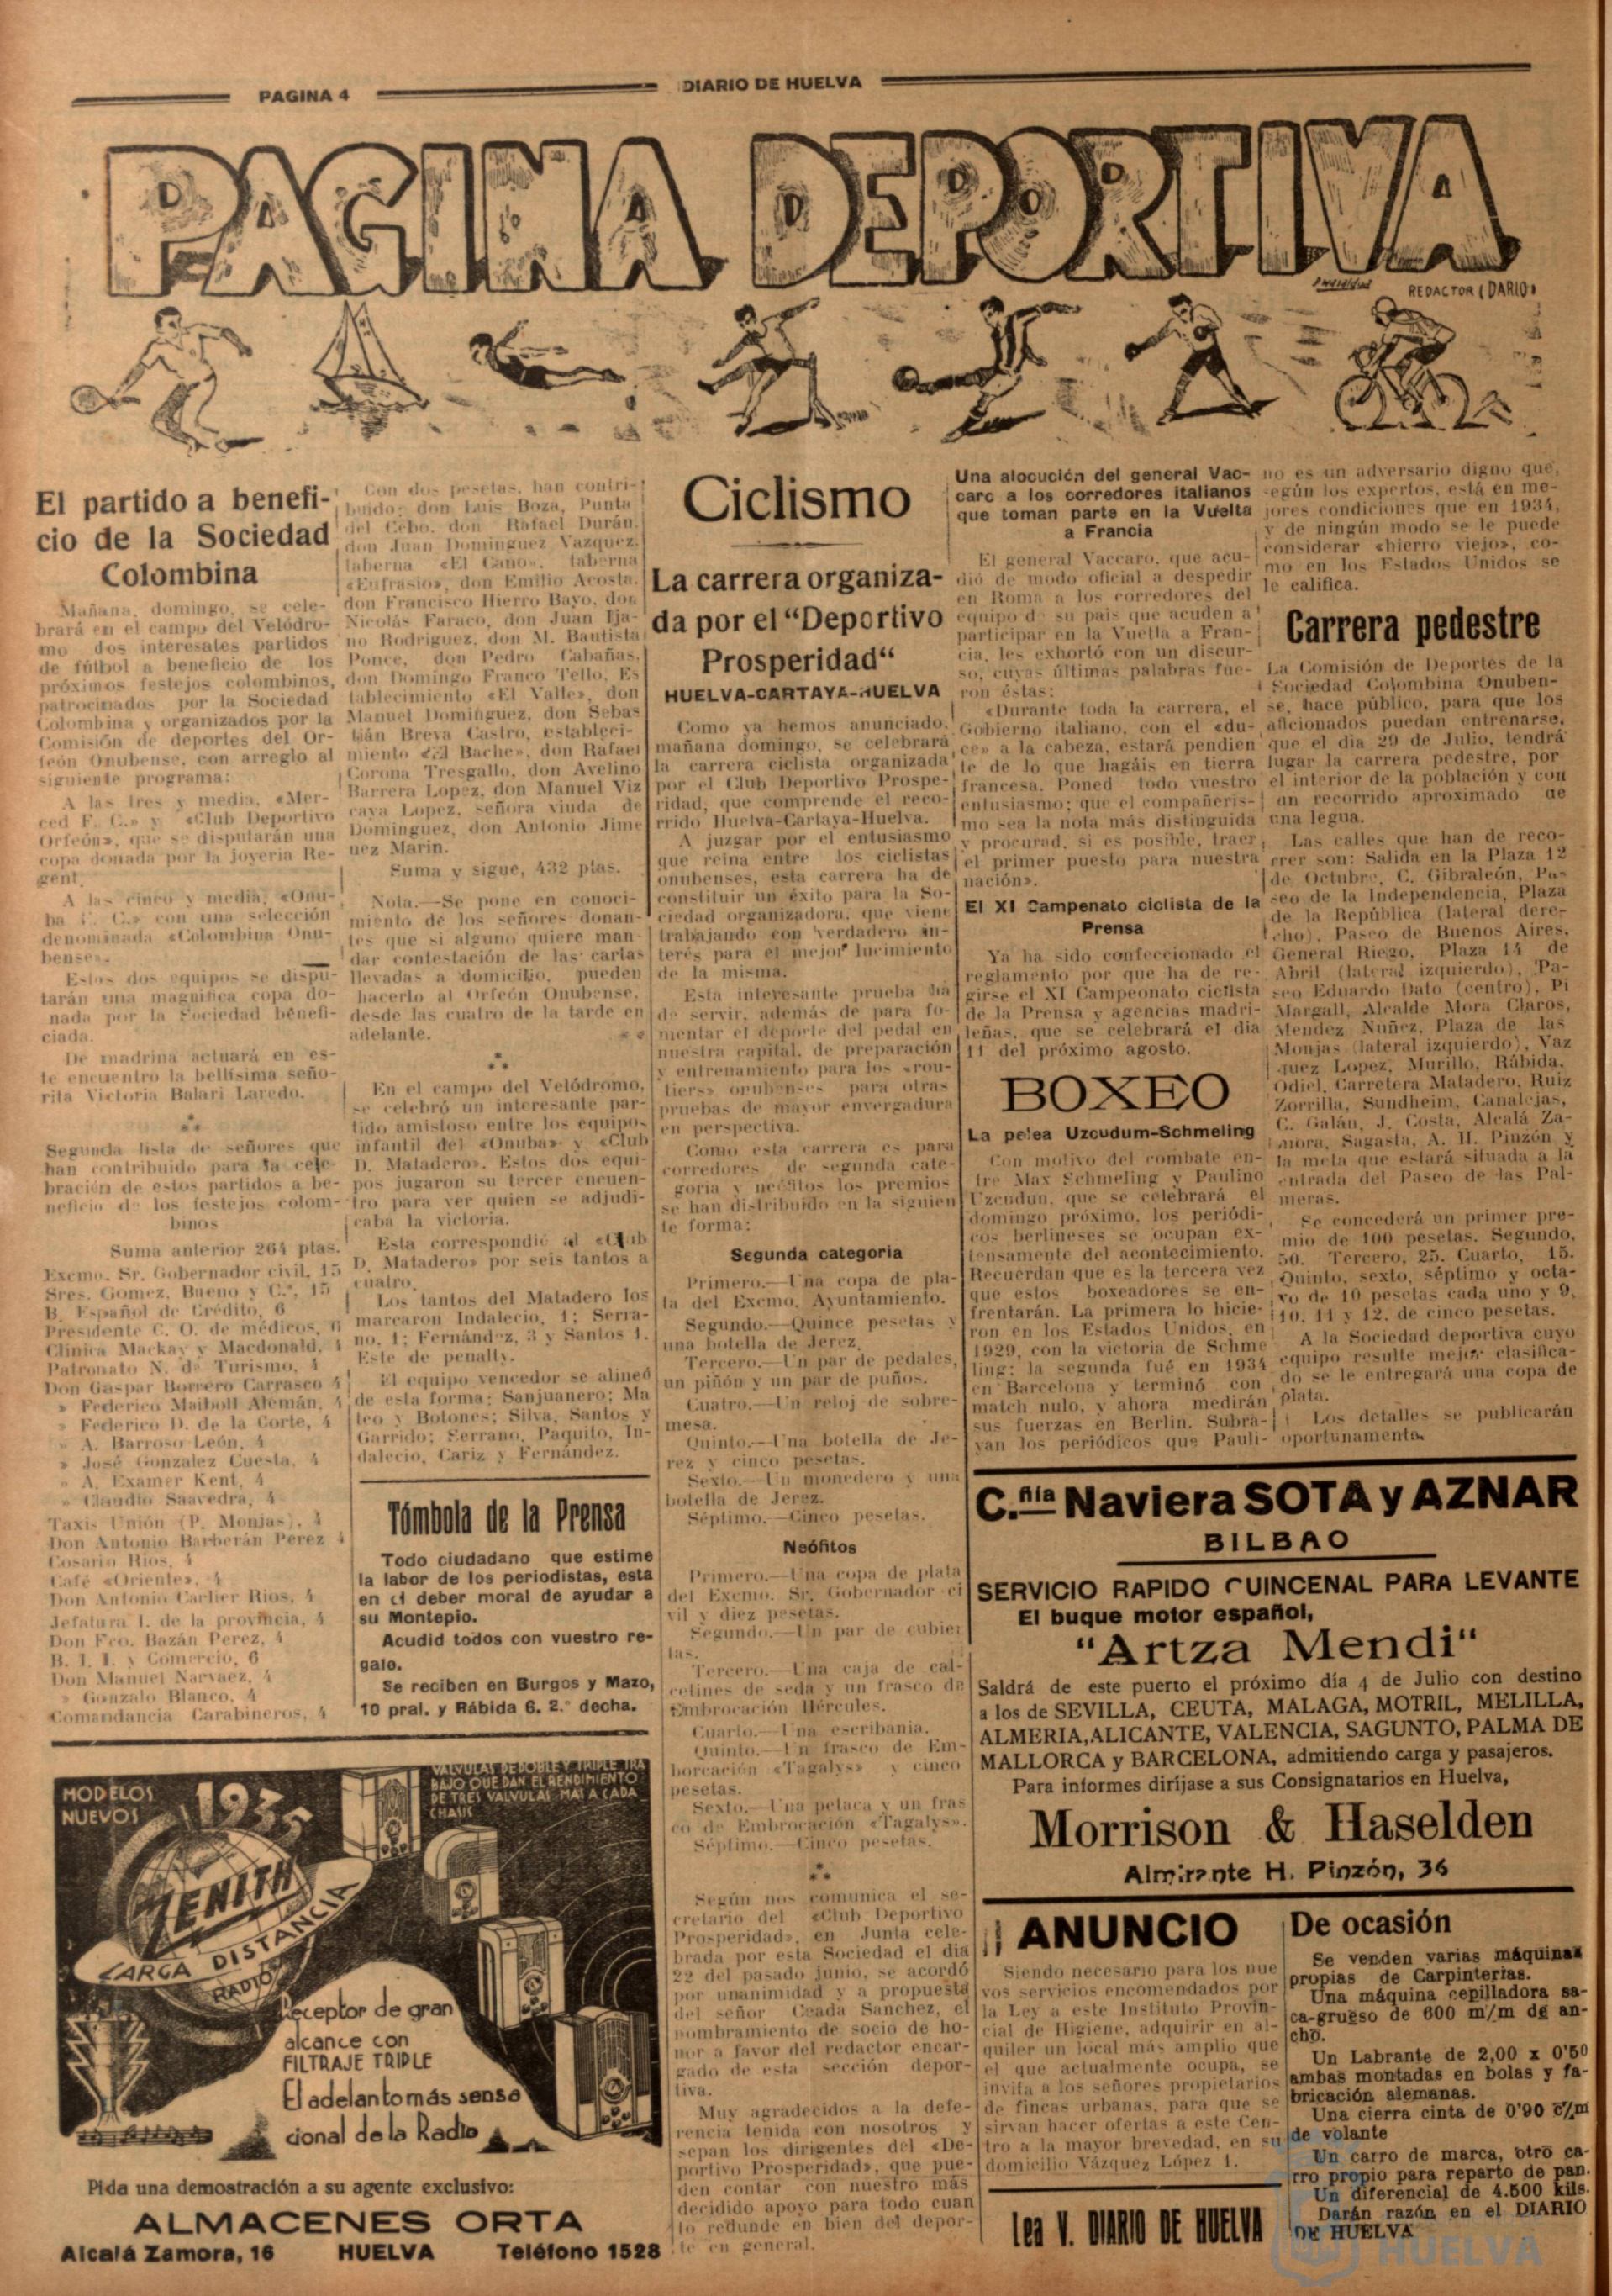 PAGINA 4
DIARIO DE HUELVA
PAGINA DEPORTIVA
REDACTOR (DARIO)
El partido a benefi-
cio de la Sociedad
Colombina
Mañana, domingo, se cele-
brará en el campo del Velódro-
mo dos interesales partidos
de fútbol a beneficio de los
próximos festejos colombinos,
patrocinados por la Sociedad
Colombina y organizados por la
Comisión de deportes del Or-
feón Onubense, con arreglo al
siguiente programa:
A las tres y media, «Mer-
ced F. C.» y «Club Deportivo
Orfeón», que se disputarán una
copa donada por la joyería Re-
gent.
A las cinco y media, «Onu-
ba F. C.» con una selección
denominada «Colombina Onu-
bense».
Estos dos equipos se dispu-
tarán una magnífica copa do-
nada por la Sociedad benefi-
ciada.
De madrina actuará en es-
te encuentro la bellísima seño-
rita Victoria Balari Laredo.
Segunda lista de señores que
han contribuido para la cele-
bración de estos partidos a be-
neficio de los festejos colom-
binos
Suma anterior 264 ptas.
Excmo. Sr. Gobernador civil, 15
Sres. Gomez, Bueno y C.ª, 15
B. Español de Crédito, 6
Presidente C. O. de médicos, 6
Clinica Mackay y Macdonald, 4
Patronato N. de Turismo, 4
Don Gaspar Borrero Carrasco 4
» Federico Maiboll Alemán, 4
» Federico D. de la Corte, 4
» A. Barroso León, 4
» José Gonzalez Cuesta, 4
» A. Examer Kent, 4
» Claudio Saavedra, 4
Taxis Unión (P. Monjas), 4
Don Antonio Barberán Perez 4
Cosario Rios, 4
Café «Oriente», 4
Don Antonio Carlier Rios, 4
Jefatura I. de la provincia, 4
Don Fco. Bazán Perez, 4
B. I. I. y Comercio, 6
Don Manuel Narvaez, 4
» Gonzalo Blanco, 4
Comandancia Carabineros, 4
Con dos pesetas, han contri-
buido: don Luis Boza, Punta
del Cebo, don Rafael Durán,
don Juan Dominguez Vazquez,
taberna «El Cano», taberna
«Eufrasio», don Emilio Acosta,
don Francisco Hierro Bayo, don
Nicolás Faraco, don Juan Fja-
no Rodriguez, don M. Bautista
Ponce, don Pedro Cabañas,
don Domingo Franco Tello, Es
tablecimiento «El Valle», don
Manuel Domínguez, don Sebas
tián Breva Castro, estableci-
miento «El Bache», don Rafael
Corona Tresgallo, don Avelino
Barrera Lopez, don Manuel Viz
caya Lopez, señora viuda de
Dominguez, don Antonio Jime
nez Marin.
Suma y sigue, 432 ptas.
Nota.—Se pone en conoci-
miento de los señores donan-
tes que si alguno quiere man-
dar contestación de las cartas
llevadas a domicilio, pueden
hacerlo al Orfeón Onubense,
desde las cuatro de la tarde en
adelante.
En el campo del Velódromo,
se celebró un interesante par-
tido amistoso entre los equipos
infantil del «Onuba» y «Club
D. Matadero». Estos dos equi
pos jugaron su tercer encuen-
tro para ver quien se adjudi-
caba la victoria.
Esta correspondió al «Club
D. Matadero» por seis tantos a
cuatro.
Los tantos del Matadero los
marcaron Indalecio, 1; Serra-
no, 1; Fernández, 3 y Santos 1.
Este de penalty.
El equipo vencedor se alineó
de esta forma: Sanjuanero; Ma
teo y Botones; Silva, Santos y
Garrido; Serrano, Paquito, In-
dalecio, Cariz y Fernández.
Tómbola de la Prensa
Todo ciudadano que estime
la labor de los periodistas, esta
en el deber moral de ayudar a
su Montepio.
Acudid todos con vuestro re-
galo.
Se reciben en Burgos y Mazo,
10 pral. y Rábida 6. 2.º decha.
MODELOS
NUEVOS
1935
VALVULAS DE DOBLE Y TRIPLE TRA
BAJO QUE DAN EL RENDIMIENTO
DE TRES VALVULAS MAS A CADA
CHASIS
ZENITH
LARGA DISTANCIA
RADIO
Receptor de gran
alcance con
FILTRAJE TRIPLE
El adelanto más sensa
cional de la Radio
Pida una demostración a su agente exclusivo:
ALMACENES ORTA
Alcalá Zamora, 16 HUELVA Teléfono 1528
Ciclismo
La carrera organiza-
da por el "Deportivo
Prosperidad"
HUELVA-CARTAYA-HUELVA
Como ya hemos anunciado,
mañana domingo, se celebrará
la carrera ciclista organizada
por el Club Deportivo Prospe-
ridad, que comprende el reco-
rrido Huelva-Cartaya-Huelva.
A juzgar por el entusiasmo
que reina entre los ciclistas
onubenses, esta carrera ha de
constituir un éxito para la So-
ciedad organizadora, que viene
trabajando con verdadero in-
terés para el mejor lucimiento
de la misma.
Esta interesante prueba ha
de servir, además de para fo-
mentar el deporte del pedal en
nuestra capital, de preparación
y entrenamiento para los «rou-
tiers» onubenses para otras
pruebas de mayor envergadura
en perspectiva.
Como esta carrera es para
corredores de segunda cate-
goria y neófitos los premios
se han distribuido en la siguien
te forma:
Segunda categoria
Primero.—Una copa de pla-
ta del Excmo. Ayuntamiento.
Segundo.—Quince pesetas y
una botella de Jerez.
Tercero.—Un par de pedales,
un piñón y un par de puños.
Cuatro.—Un reloj de sobre-
mesa.
Quinto.—Una botella de Je-
rez y cinco pesetas.
Sexto.—Un monedero y una
botella de Jerez.
Séptimo.—Cinco pesetas.
Neófitos
Primero.—Una copa de plata
del Excmo. Sr. Gobernador ci
vil y diez pesetas.
Segundo.—Un par de cubier
tas.
Tercero.—Una caja de cal-
cetines de seda y un frasco de
Embrocación Hércules.
Cuarto.—Una escribania.
Quinto.—Un frasco de Em-
borcación «Tagalys» y cinco
pesetas.
Sexto.—Una petaca y un fras
co de Embrocación «Tagalys».
Séptimo.—Cinco pesetas.
Según nos comunica el se-
cretario del «Club Deportivo
Prosperidad», en Junta cele-
brada por esta Sociedad el dia
22 del pasado junio, se acordó
por unanimidad y a propuesta
del señor Ceada Sanchez, el
nombramiento de socio de ho-
nor a favor del redactor encar-
gado de esta sección depor-
tiva.
Muy agradecidos a la defe-
rencia tenida con nosotros y
sepan los dirigentes del «De-
portivo Prosperidad», que pue-
den contar con nuestro más
decidido apoyo para todo cuan
to redunde en bien del depor-
te en general.
Una alocución del general Vac-
caro a los corredores italianos
que toman parte en la Vuelta
a Francia
El general Vaccaro, que acu-
dió de modo oficial a despedir
en Roma a los corredores del
equipo d su pais que acuden a
participar en la Vuelta a Fran-
cia, les exhortó con un discur-
so, cuyas últimas palabras fue-
ron éstas:
«Durante toda la carrera, el
Gobierno italiano, con el «du-
ce» a la cabeza, estará pendien
te de lo que hagáis en tierra
francesa. Poned todo vuestro
entusiasmo; que el compañeris-
mo sea la nota más distinguida
y procurad, si es posible, traer
el primer puesto para nuestra
nación».
El XI Campenato ciclista de la
Prensa
Ya ha sido confeccionado el
reglamento por que ha de re-
girse el XI Campeonato ciclista
de la Prensa y agencias madri-
leñas, que se celebrará el dia
11 del próximo agosto.
BOXEO
La pelea Uzcudum-Schmeling
Con motivo del combate en-
tre Max Schmeling y Paulino
Uzcudun, que se celebrará el
domingo próximo, los periódi-
cos berlineses se ocupan ex-
tensamente del acontecimiento.
Recuerdan que es la tercera vez
que estos boxeadores se en-
frentarán. La primera lo hicie-
ron en los Estados Unidos, en
1929, con la victoria de Schme
ling; la segunda fué en 1934
en Barcelona y terminó con
match nulo, y ahora medirán
sus fuerzas en Berlin. Subra-
yan los periódicos que Pauli-
no es un adversario digno que,
según los expertos, está en me-
jores condiciones que en 1934,
y de ningún modo se le puede
considerar «hierro viejo», co-
mo en los Estados Unidos se
le califica.
Carrera pedestre
La Comisión de Deportes de la
Sociedad Colombina Onuben-
se, hace público, para que los
aficionados puedan entrenarse,
que el dia 29 de Julio, tendrá
lugar la carrera pedestre, por
el interior de la población y con
un recorrido aproximado de
una legua.
Las calles que han de reco-
rrer son: Salida en la Plaza 12
de Octubre, C. Gibraleón, Pa-
seo de la Independencia, Plaza
de la República (lateral dere-
cho), Paseo de Buenos Aires,
General Riego, Plaza 14 de
Abril (lateral izquierdo), Pa-
seo Eduardo Dato (centro), Pi
Margall, Alcalde Mora Claros,
Mendez Nuñez, Plaza de las
Monjas (lateral izquierdo), Vaz
quez Lopez, Murillo, Rábida,
Odiel, Carretera Matadero, Ruiz
Zorrilla, Sundheim, Canalejas,
C. Galán, J. Costa, Alcalá Za-
mora, Sagasta, A. H. Pinzón y
la meta que estará situada a la
entrada del Paseo de las Pal-
meras.
Se concederá un primer pre-
mio de 100 pesetas. Segundo,
50. Tercero, 25. Cuarto, 15.
Quinto, sexto, séptimo y octa-
vo de 10 pesetas cada uno y 9,
10, 11 y 12, de cinco pesetas.
A la Sociedad deportiva cuyo
equipo resulte mejor clasifica-
do se le entregará una copa de
plata.
Los detalles se publicarán
oportunamente.
C.ñia Naviera SOTA y AZNAR
BILBAO
SERVICIO RAPIDO QUINCENAL PARA LEVANTE
El buque motor español,
"Artza Mendi"
Saldrá de este puerto el próximo día 4 de Julio con destino
a los de SEVILLA, CEUTA, MALAGA, MOTRIL, MELILLA,
ALMERIA, ALICANTE, VALENCIA, SAGUNTO, PALMA DE
MALLORCA y BARCELONA, admitiendo carga y pasajeros.
Para informes diríjase a sus Consignatarios en Huelva,
Morrison & Haselden
Almirante H. Pinzón, 36
¡¡ ANUNCIO
Siendo necesario para los nue
vos servicios encomendados por
la Ley a este Instituto Provin-
cial de Higiene, adquirir en al-
quiler un local más amplio que
el que actualmente ocupa, se
invita a los señores propietarios
de fincas urbanas, para que se
sirvan hacer ofertas a este Cen-
tro a la mayor brevedad, en su
domicilio Vázquez López 1.
Lea V. DIARIO DE HUELVA
De ocasión
Se venden varias máquinas
propias de Carpinterias.
Una máquina cepilladora sa-
ca-grueso de 600 m/m de an-
cho.
Un Labrante de 2,00 x 0'50
ambas montadas en bolas y fa-
bricación alemanas.
Una cierra cinta de 0'90 c/m
de volante
Un carro de marca, otro ca-
rro propio para reparto de pan.
Un diferencial de 4.500 kils.
Darán razón en el DIARIO
DE HUELVA
HUELVA